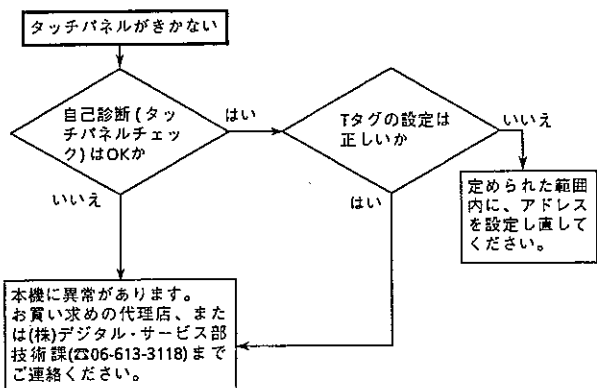 タッチパネルがきかない
自己診断(タッ
チパネルチェッ
ク)はOKか
はい
Tタグの設定は
正しいか
いいえ
いいえ
はい
定められた範囲
内に、アドレス
を設定し直して
ください。
本機に異常があります。
お買い求めの代理店、また
は(株)デジタル・サービス部
技術課(☎06-613-3118)まで
ご連絡ください。